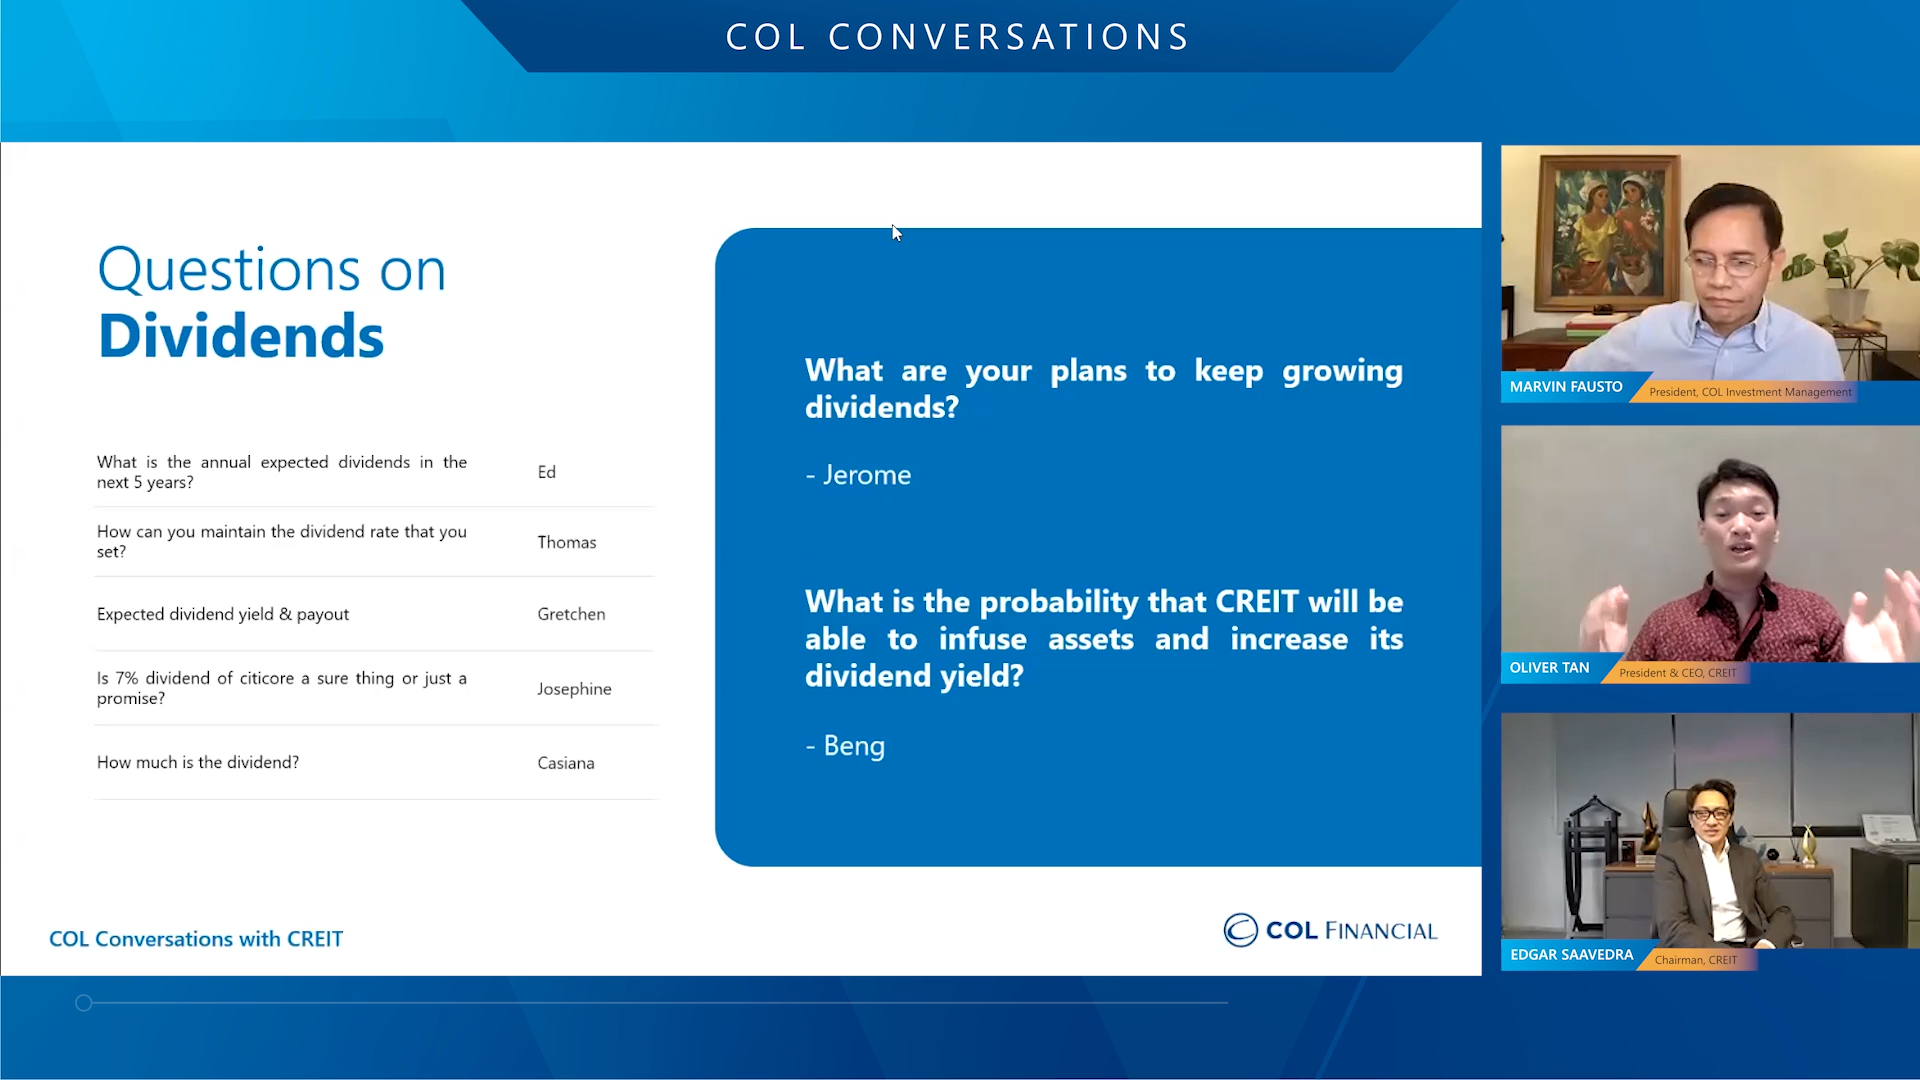 COL CONVERSATIONS
Questions on
Dividends
What is the annual expected dividends in the
next 5 years?
Ed
How can you maintain the dividend rate that you
set?
Thomas
Expected dividend yield & payout
Gretchen
Is 7% dividend of citicore a sure thing or just a
promise?
Josephine
How much is the dividend?
Casiana
What are your plans to keep growing
dividends?
- Jerome
What is the probability that CREIT will be
able to infuse assets and increase its
dividend yield?
- Beng
COL Conversations with CREIT
COL FINANCIAL
MARVIN FAUSTO
President, COL Investment Management
OLIVER TAN
President & CEO, CREIT
EDGAR SAAVEDRA
Chairman, CREIT